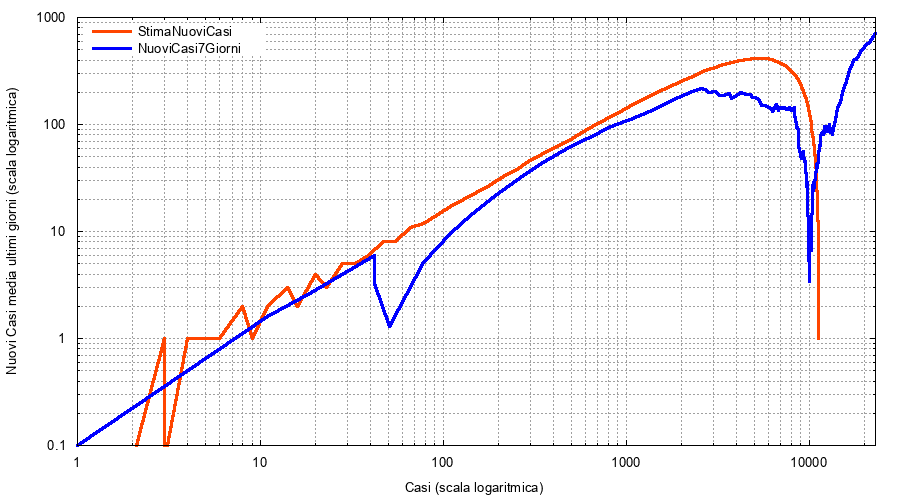 1000
StimaNuoviCasi
NuoviCasi7Giorni
100
10
1
0.1
Nuovi Casi media ultimi giorni (scala logaritmica)
1 10 100 1000 10000
Casi (scala logaritmica)